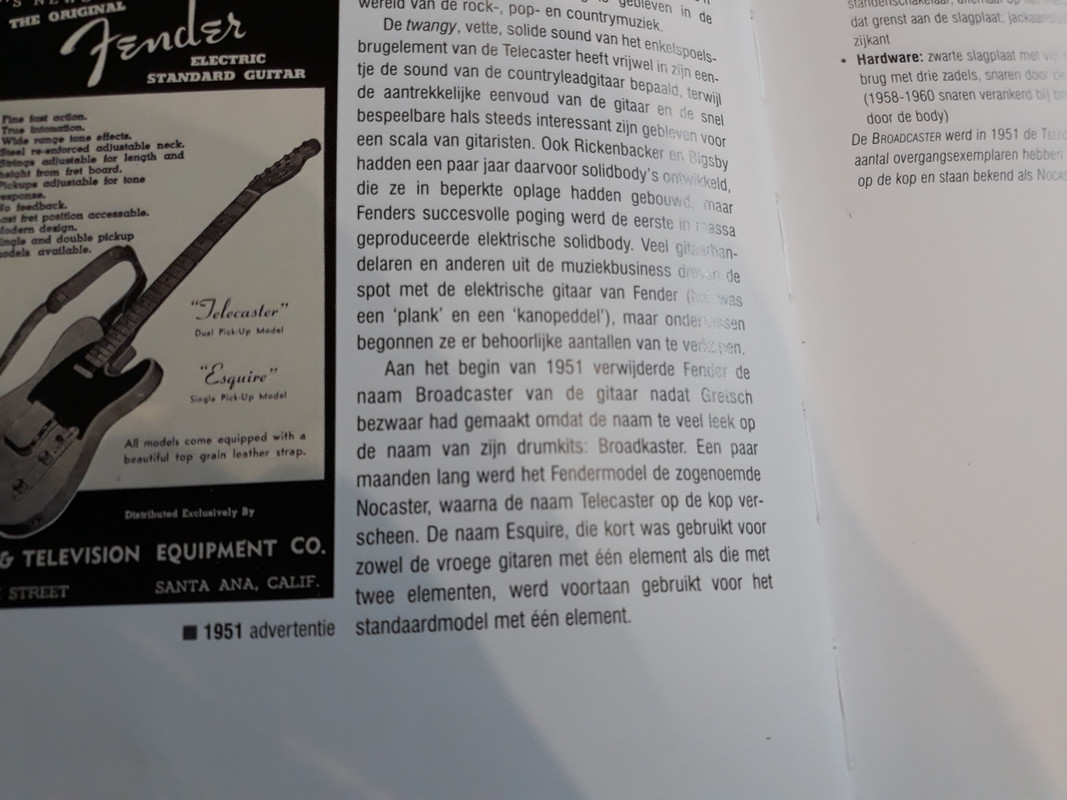 THE ORIGINAL
Fender
ELECTRIC
STANDARD GUITAR
Fine fast action.
True intonation.
Wide range tone effects.
Steel re-enforced adjustable neck.
Strings adjustable for length and
height from fret board.
Pickups adjustable for tone
response.
No feedback.
fret position accessable.
Modern design.
Single and double pickup
models available.
"Telecaster"
Dual Pick-Up Model
"Esquire"
Single Pick-Up Model
All models come equipped with a
beautiful top grain leather strap.
Distributed Exclusively By
& TELEVISION EQUIPMENT CO.
STREET SANTA ANA, CALIF.
■ 1951 advertentie
gebleven in de
wereld van de rock-, pop- en countrymuziek.
De twangy, vette, solide sound van het enkelspoels-
brugelement van de Telecaster heeft vrijwel in zijn een-
tje de sound van de countryleadgitaar bepaald, terwijl
de aantrekkelijke eenvoud van de gitaar en de snel
bespeelbare hals steeds interessant zijn gebleven voor
een scala van gitaristen. Ook Rickenbacker en Bigsby
hadden een paar jaar daarvoor solidbody's ontwikkeld,
die ze in beperkte oplage hadden gebouwd, maar
Fenders succesvolle poging werd de eerste in massa
geproduceerde elektrische solidbody. Veel gitaarhan-
delaren en anderen uit de muziekbusiness dreven de
spot met de elektrische gitaar van Fender (het was
een 'plank' en een 'kanopeddel'), maar ondertussen
begonnen ze er behoorlijke aantallen van te verkopen.
Aan het begin van 1951 verwijderde Fender de
naam Broadcaster van de gitaar nadat Gretsch
bezwaar had gemaakt omdat de naam te veel leek op
de naam van zijn drumkits: Broadkaster. Een paar
maanden lang werd het Fendermodel de zogenoemde
Nocaster, waarna de naam Telecaster op de kop ver-
scheen. De naam Esquire, die kort was gebruikt voor
zowel de vroege gitaren met één element als die met
twee elementen, werd voortaan gebruikt voor het
standaardmodel met één element.
dat grenst aan de slagplaat;
zijkant
• Hardware: zwarte slagplaat met vijf
brug met drie zadels, snaren door de
(1958-1960 snaren verankerd bij
door de body)
De BROADCASTER werd in 1951 de
aantal overgangsexemplaren hebben
op de kop en staan bekend als